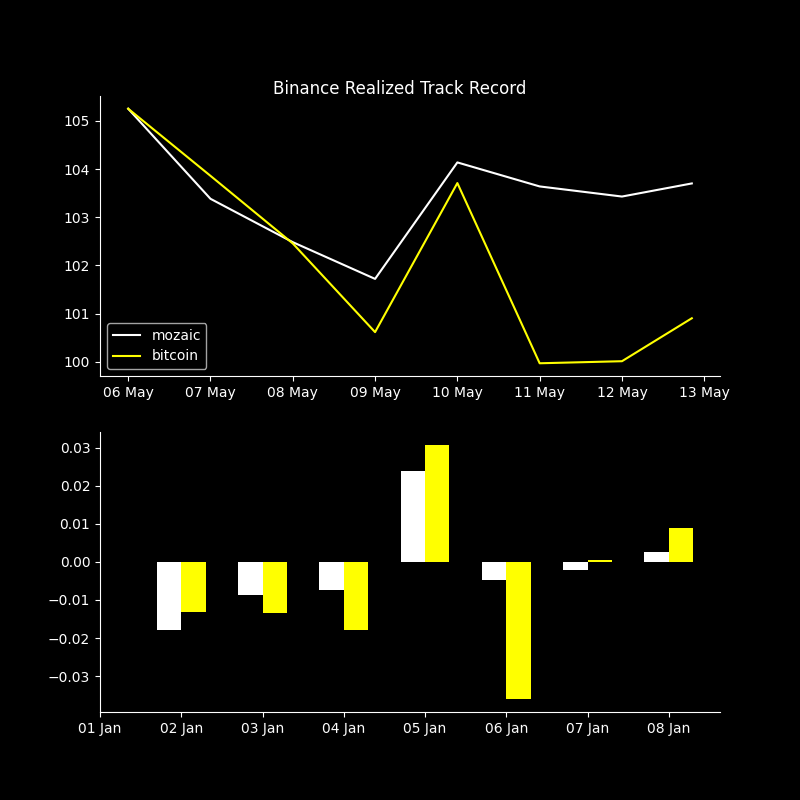 Binance Realized Track Record
105
104
103
102
101
100
mozaic
bitcoin
06 May 07 May 08 May 09 May 10 May 11 May 12 May 13 May
0.03
0.02
0.01
0.00
−0.01
−0.02
−0.03
01 Jan 02 Jan 03 Jan 04 Jan 05 Jan 06 Jan 07 Jan 08 Jan